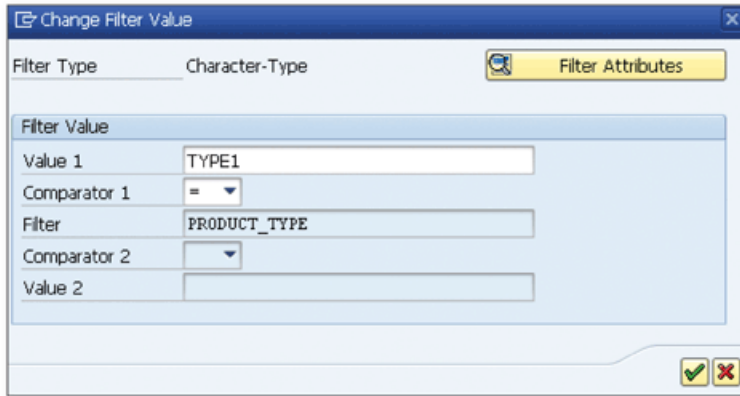 Change Filter Value
Filter Type Character-Type Filter Attributes
Filter Value
Value 1 TYPE1
Comparator 1 =
Filter PRODUCT_TYPE
Comparator 2
Value 2